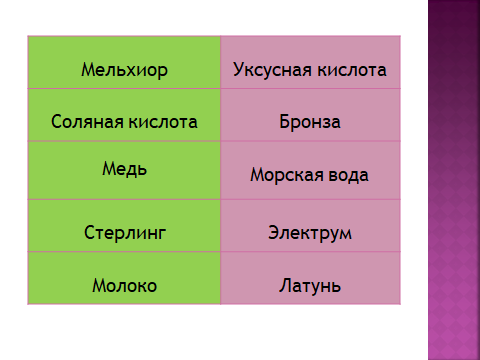 Мельхиор Уксусная кислота
Соляная кислота Бронза
Медь Морская вода
Стерлинг Электрум
Молоко Латунь